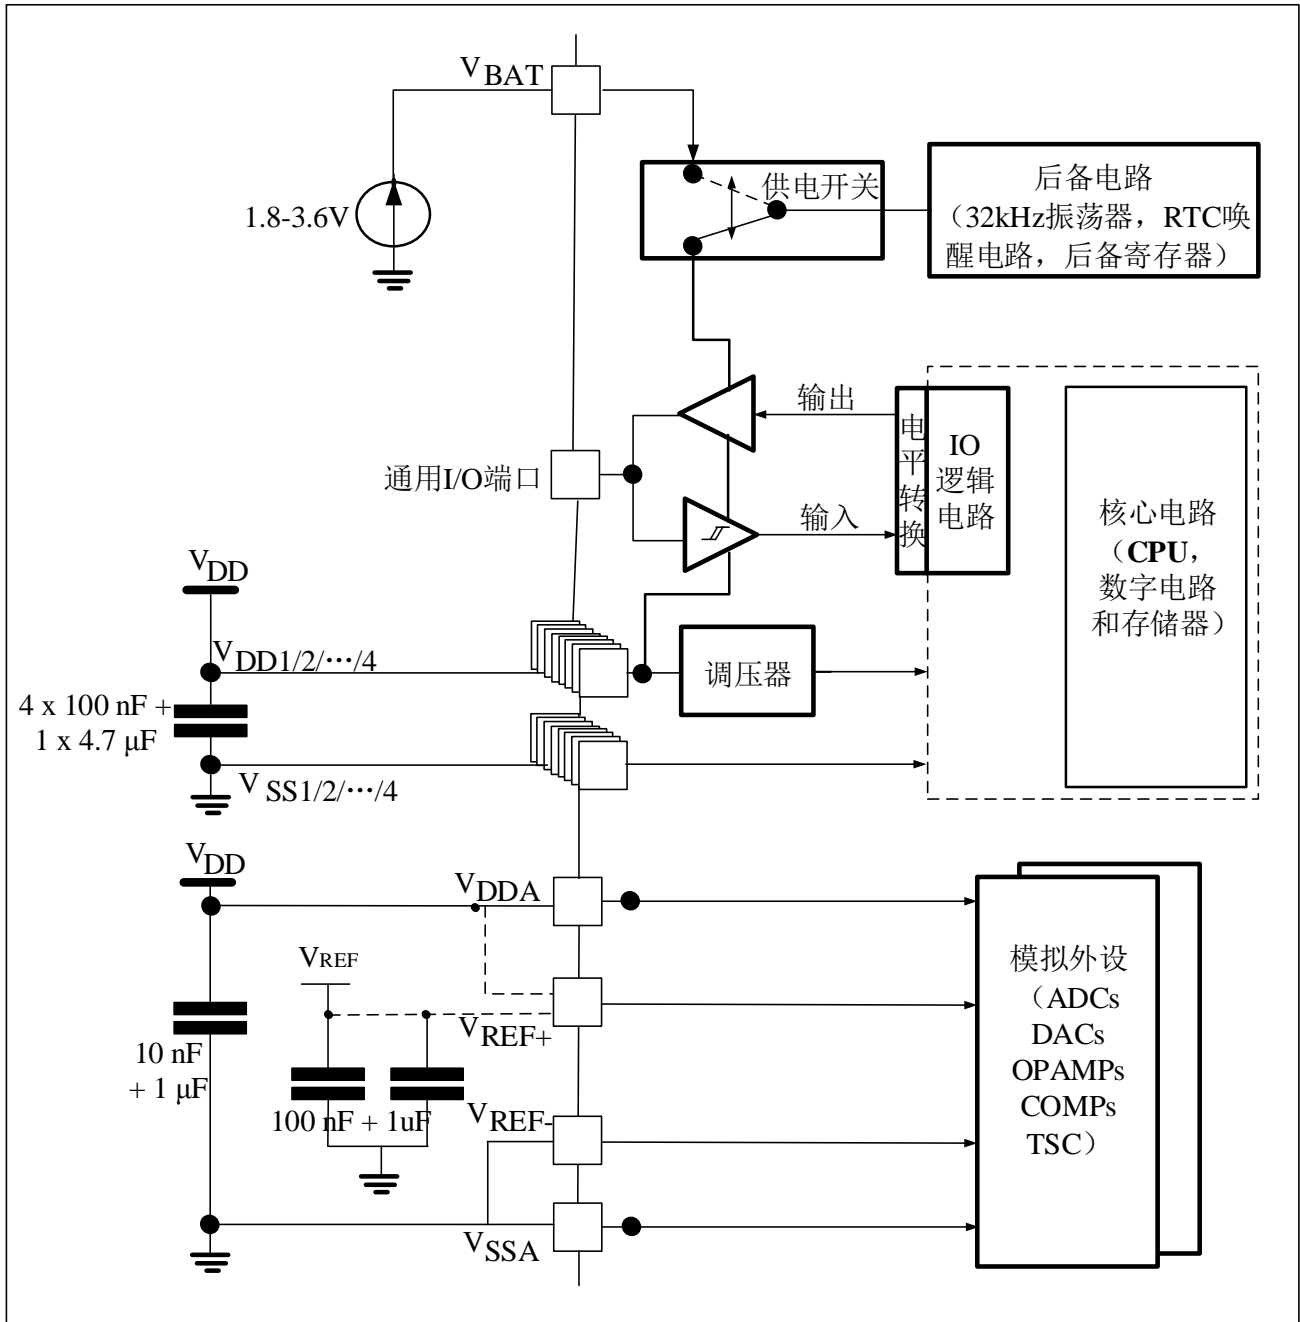 VBAT
1.8-3.6V
供电开关
后备电路
（32kHz振荡器，RTC唤
醒电路，后备寄存器）
输出
通用I/O端口
输入
电平转换
IO
逻辑
电路
核心电路
（CPU，
数字电路
和存储器）
VDD
VDD1/2/…/4
调压器
4 x 100 nF +
1 x 4.7 μF
VSS1/2/…/4
VDD
VDDA
VREF
VREF+
10 nF
+ 1 μF
100 nF + 1uF
VREF-
VSSA
模拟外设
（ADCs
DACs
OPAMPs
COMPs
TSC）